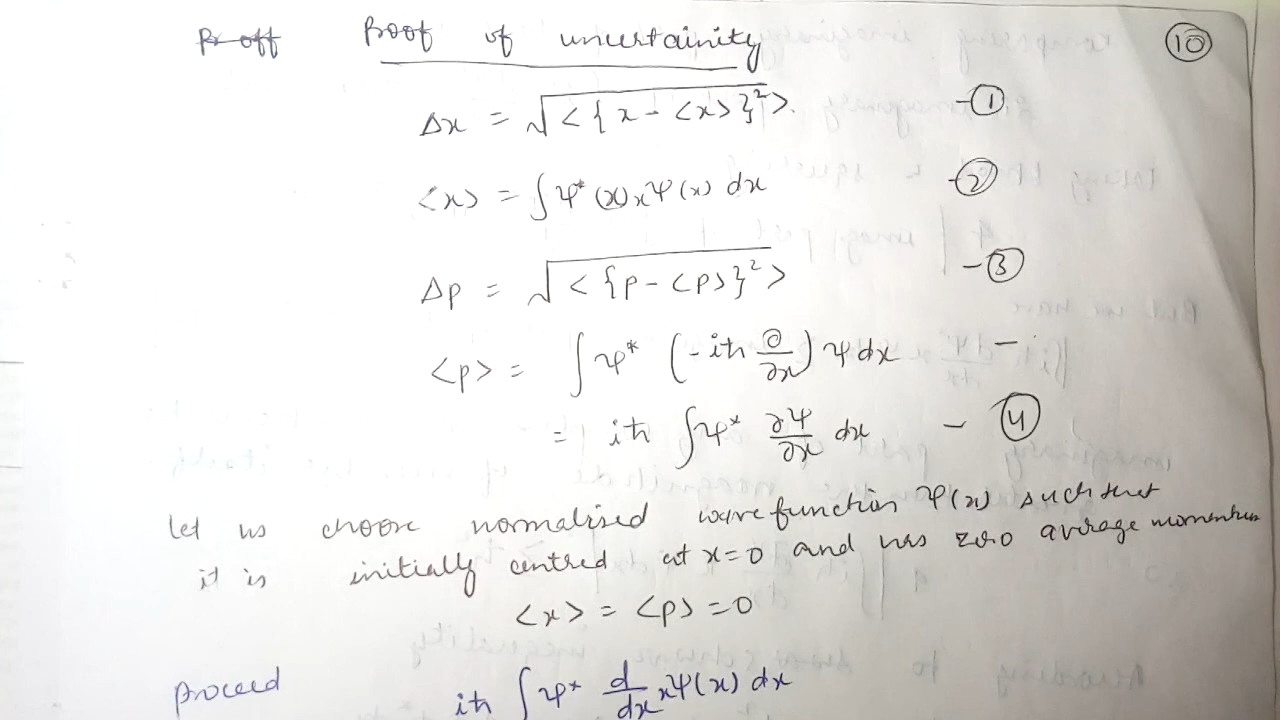 Proof of uncertainity
10
Δx = √<{x - <x>}²>. -①
<x> = ∫ψ* (x) x ψ(x) dx -②
Δp = √<{p - <p>}²> -③
<p> = ∫ψ* (-iħ ∂/∂x) ψ dx -
= iħ ∫ψ* ∂ψ/∂x dx - ④
let us choose normalised wave function ψ(x) such that
it is initially centred at x=0 and has zero average momentum
<x> = <p> = 0
proceed iħ ∫ψ* d/dx xψ(x) dx